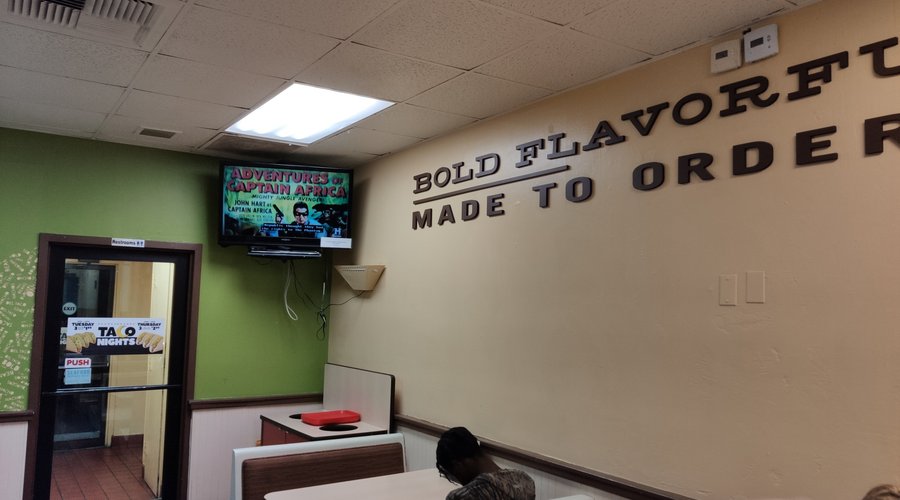 BOLD FLAVORFU
MADE TO ORDER
ADVENTURES OF
CAPTAIN AFRICA
(MIGHTY JUNGLE AVENGER!)
JOHN HART AS
CAPTAIN AFRICA
Restrooms
EXIT
TUESDAY
THURSDAY
TACO
NIGHTS
PUSH